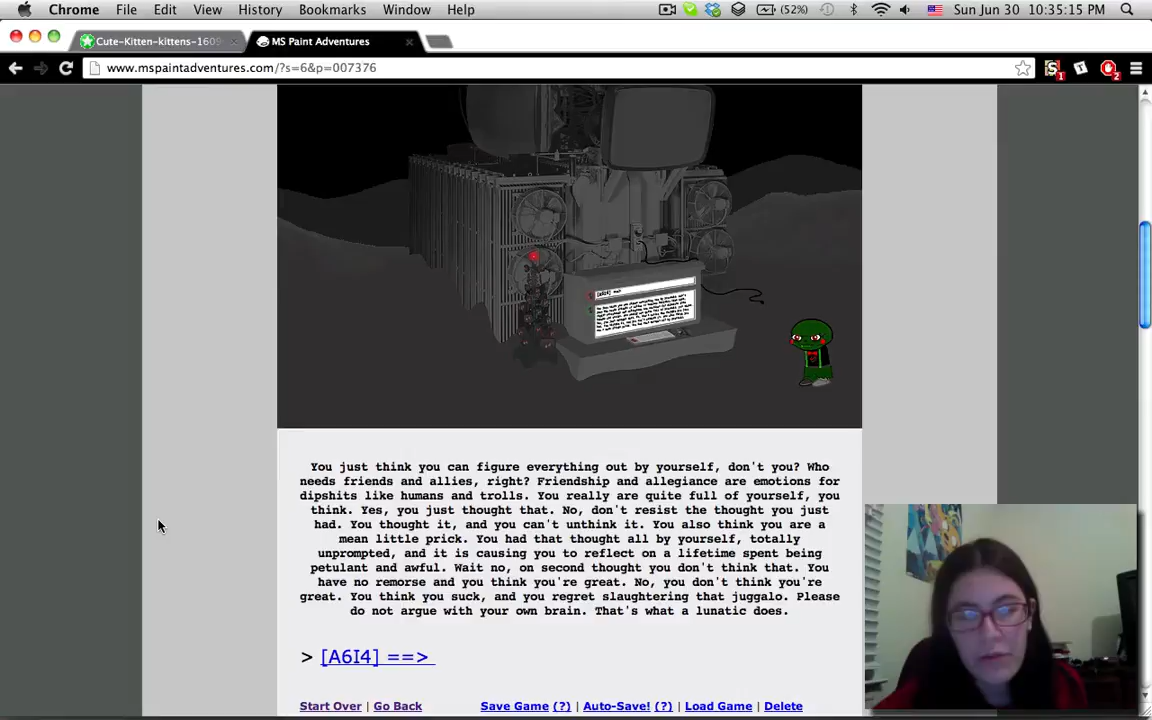 Chrome File Edit View History Bookmarks Window Help (52%) Sun Jun 30 10:35:15 PM
Cute-Kitten-kittens-1609 MS Paint Adventures
www.mspaintadventures.com/?s=6&p=007376
You just think you can figure everything out by yourself, don't you? Who
needs friends and allies, right? Friendship and allegiance are emotions for
dipshits like humans and trolls. You really are quite full of yourself, you
think. Yes, you just thought that. No, don't resist the thought you just
had. You thought it, and you can't unthink it. You also think you are a
mean little prick. You had that thought all by yourself, totally
unprompted, and it is causing you to reflect on a lifetime spent being
petulant and awful. Wait no, on second thought you don't think that. You
have no remorse and you think you're great. No, you don't think you're
great. You think you suck, and you regret slaughtering that juggalo. Please
do not argue with your own brain. That's what a lunatic does.
> [A6I4] ==>
Start Over | Go Back Save Game (?) | Auto-Save! (?) | Load Game | Delete